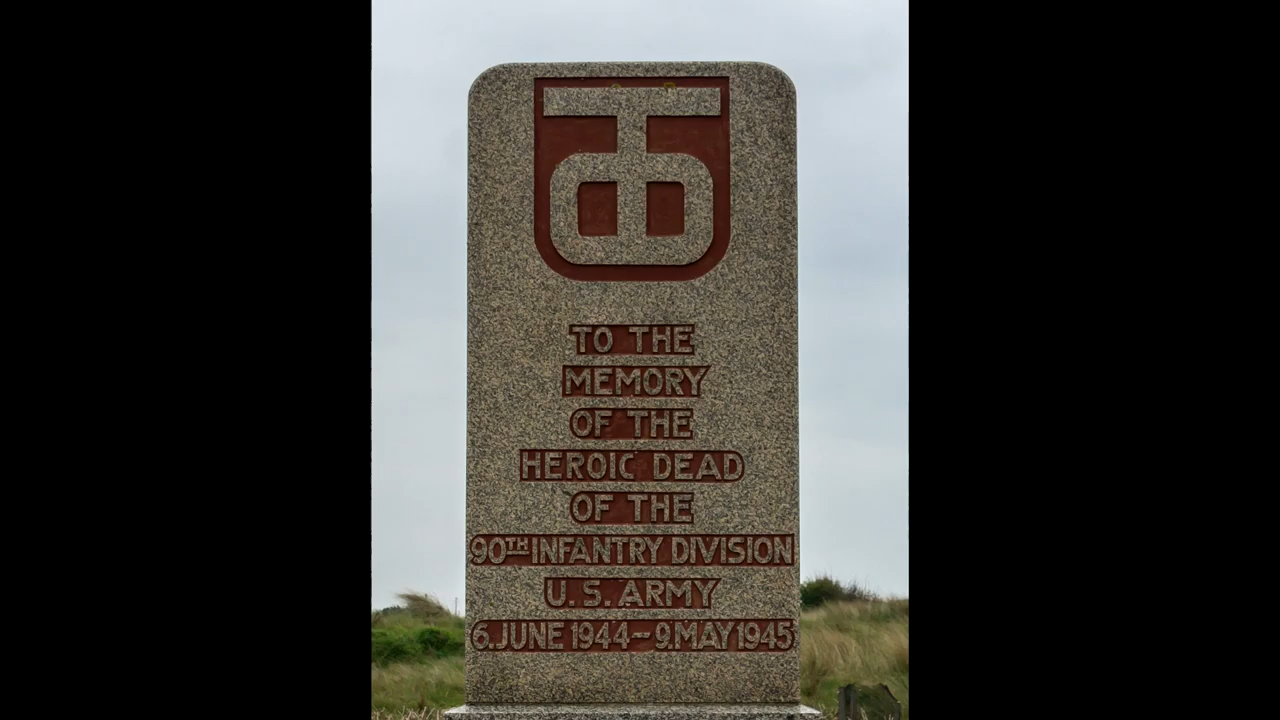 TO THE
MEMORY
OF THE
HEROIC DEAD
OF THE
90TH INFANTRY DIVISION
U.S. ARMY
6.JUNE 1944-9.MAY 1945